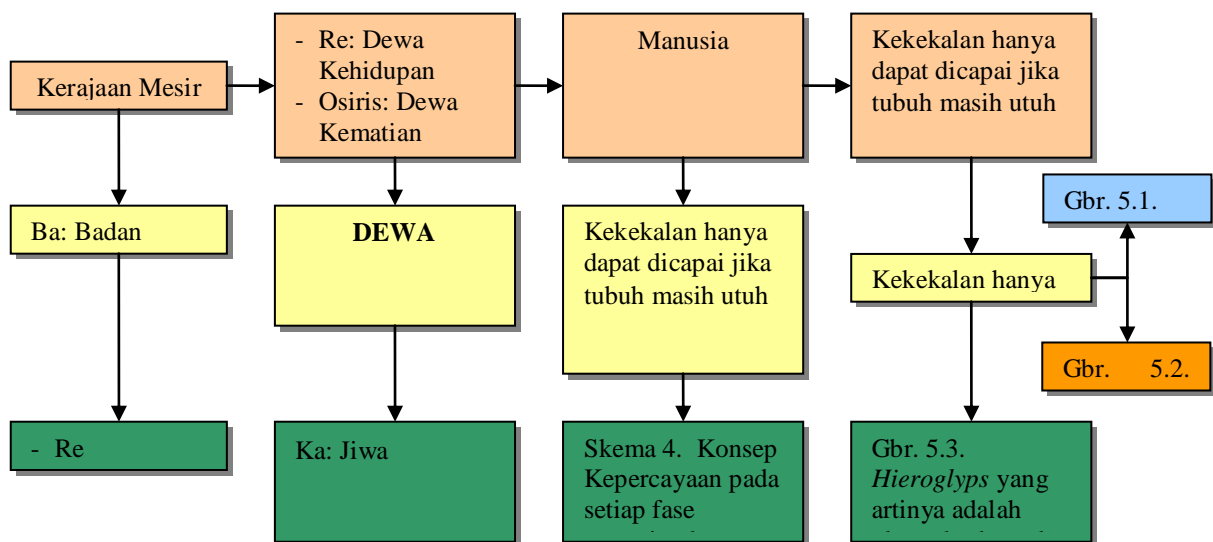 Kerajaan Mesir
- Re: Dewa
Kehidupan
- Osiris: Dewa
Kematian
Manusia
Kekekalan hanya
dapat dicapai jika
tubuh masih utuh
Gbr. 5.1.
Ba: Badan
DEWA
Kekekalan hanya
dapat dicapai jika
tubuh masih utuh
Kekekalan hanya
Gbr. 5.2.
- Re
Ka: Jiwa
Skema 4. Konsep
Kepercayaan pada
setiap fase
Gbr. 5.3.
Hieroglyps yang
artinya adalah